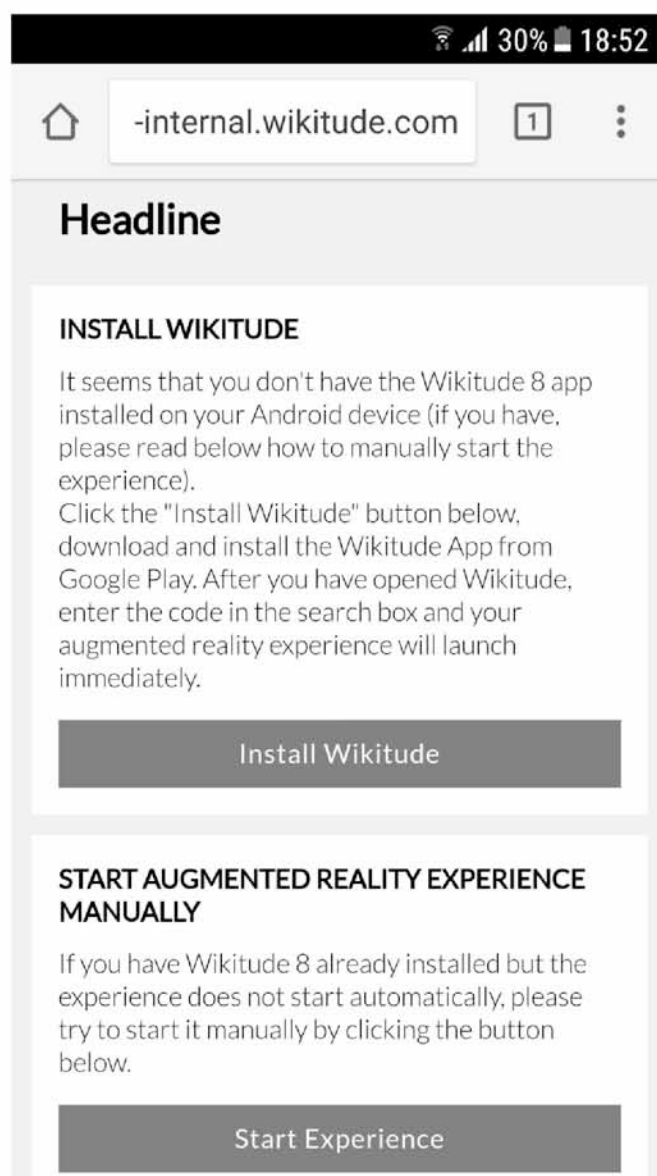 30% 18:52
-internal.wikitude.com 1
Headline
INSTALL WIKITUDE
It seems that you don't have the Wikitude 8 app
installed on your Android device (if you have,
please read below how to manually start the
experience).
Click the "Install Wikitude" button below,
download and install the Wikitude App from
Google Play. After you have opened Wikitude,
enter the code in the search box and your
augmented reality experience will launch
immediately.
Install Wikitude
START AUGMENTED REALITY EXPERIENCE
MANUALLY
If you have Wikitude 8 already installed but the
experience does not start automatically, please
try to start it manually by clicking the button
below.
Start Experience